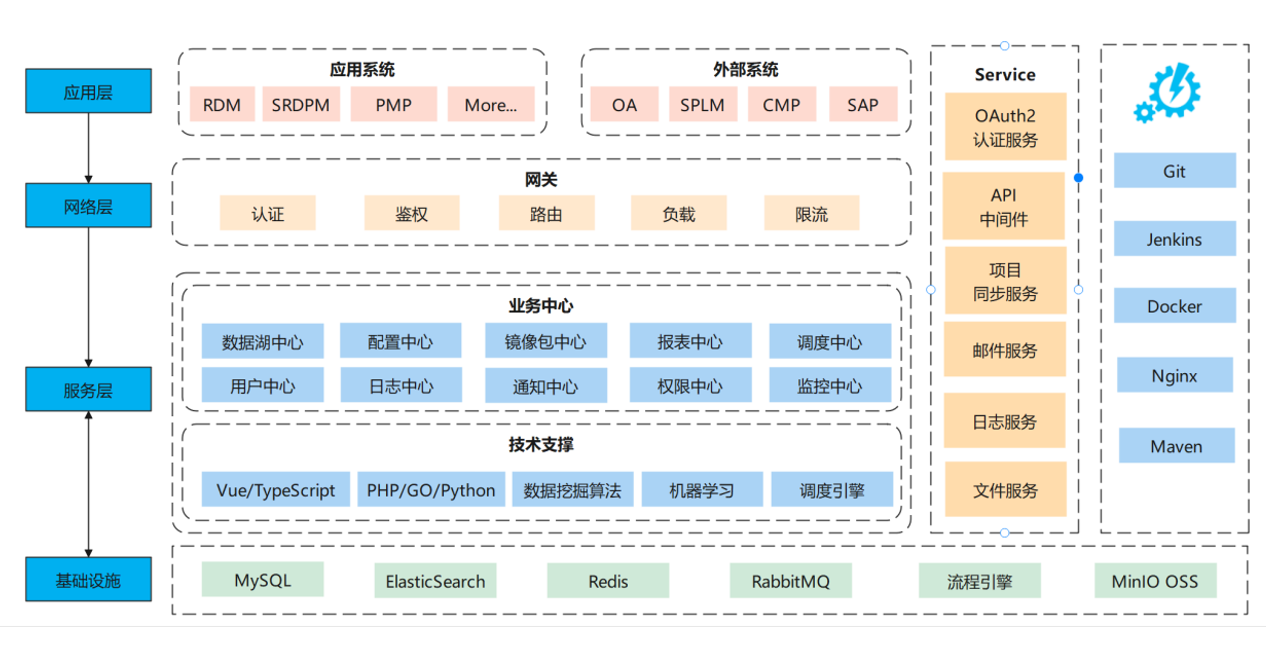 应用层
网络层
服务层
基础设施
应用系统
RDM
SRDPM
PMP
More...
外部系统
OA
SPLM
CMP
SAP
网关
认证
鉴权
路由
负载
限流
业务中心
数据湖中心
配置中心
镜像包中心
报表中心
调度中心
用户中心
日志中心
通知中心
权限中心
监控中心
技术支撑
Vue/TypeScript
PHP/GO/Python
数据挖掘算法
机器学习
调度引擎
Service
OAuth2
认证服务
API
中间件
项目
同步服务
邮件服务
日志服务
文件服务
Git
Jenkins
Docker
Nginx
Maven
MySQL
ElasticSearch
Redis
RabbitMQ
流程引擎
MinIO OSS